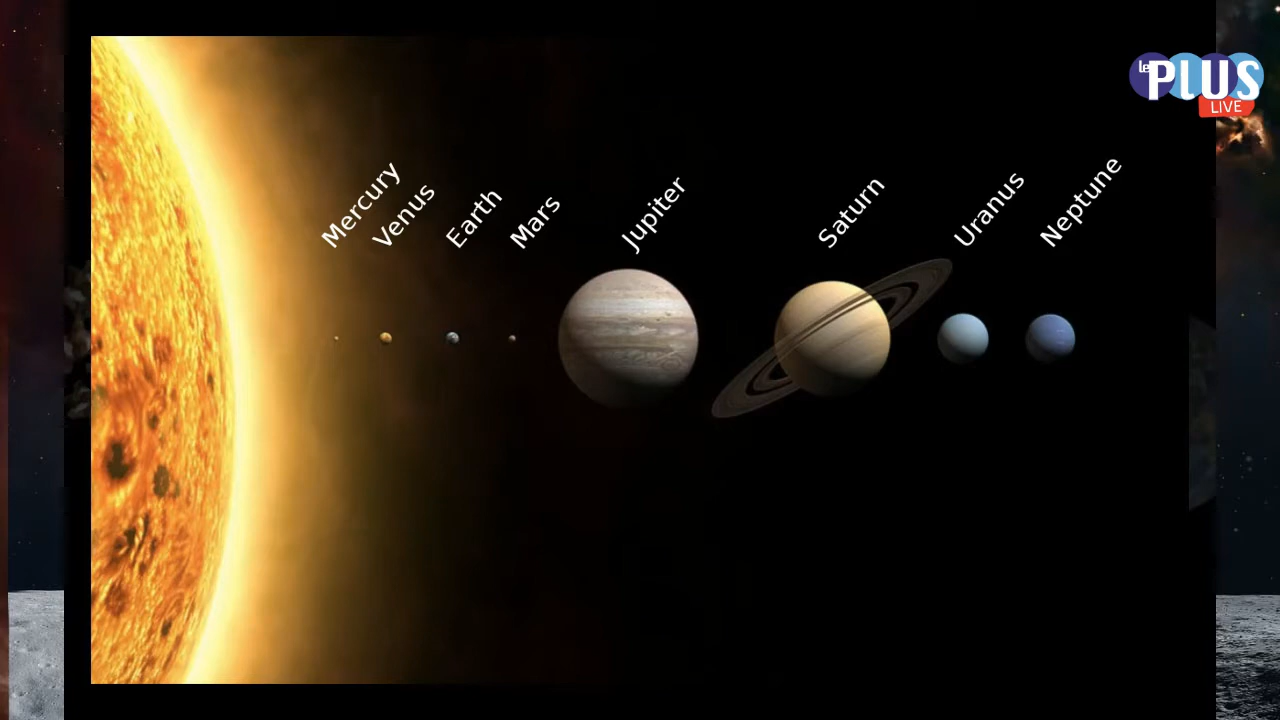 Mercury
Venus
Earth
Mars
Jupiter
Saturn
Uranus
Neptune
le PLUS
LIVE